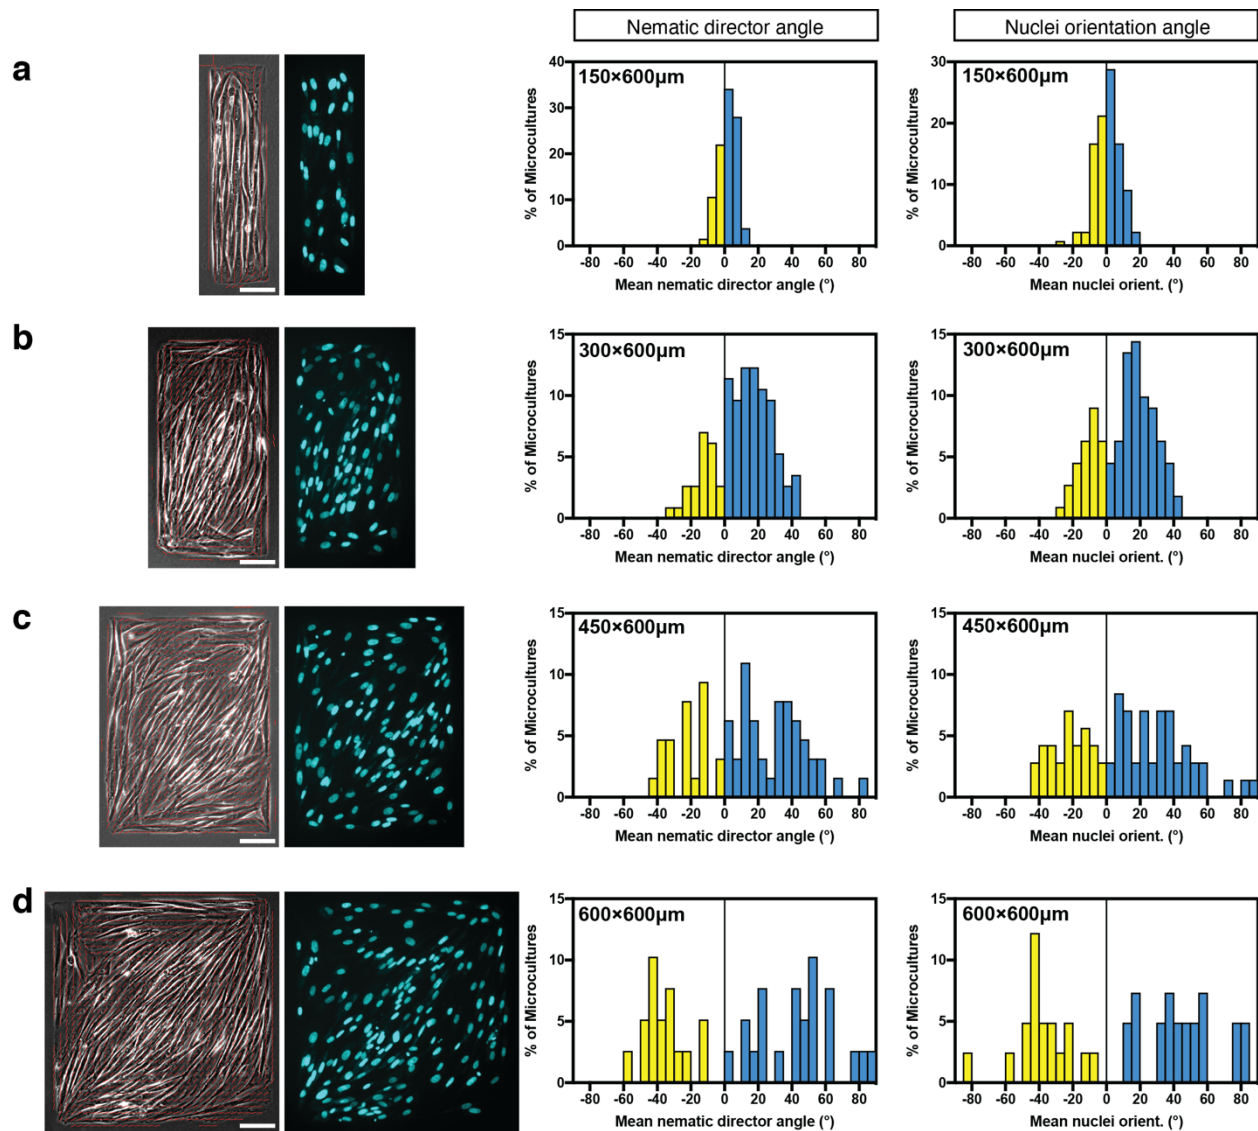 Nematic director angle
Nuclei orientation angle
a
150×600µm
40
30
20
10
0
% of Microcultures
-80 -60 -40 -20 0 20 40 60 80
Mean nematic director angle (°)
150×600µm
30
20
10
0
% of Microcultures
-80 -60 -40 -20 0 20 40 60 80
Mean nuclei orient. (°)
b
300×600µm
15
10
5
0
% of Microcultures
-80 -60 -40 -20 0 20 40 60 80
Mean nematic director angle (°)
300×600µm
15
10
5
0
% of Microcultures
-80 -60 -40 -20 0 20 40 60 80
Mean nuclei orient. (°)
c
450×600µm
15
10
5
0
% of Microcultures
-80 -60 -40 -20 0 20 40 60 80
Mean nematic director angle (°)
450×600µm
15
10
5
0
% of Microcultures
-80 -60 -40 -20 0 20 40 60 80
Mean nuclei orient. (°)
d
600×600µm
15
10
5
0
% of Microcultures
-80 -60 -40 -20 0 20 40 60 80
Mean nematic director angle (°)
600×600µm
15
10
5
0
% of Microcultures
-80 -60 -40 -20 0 20 40 60 80
Mean nuclei orient. (°)